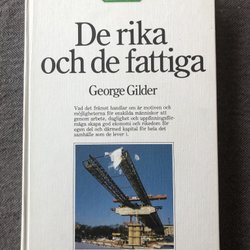 De rika
och de fattiga
George Gilder
Vad det främst handlar om är motiven och
möjligheterna för enskilda människor att
genom arbete, duglighet och uppfinningsför-
måga skapa god ekonomi och rikedom för
egen del och därmed kapital för hela det
samhälle som de lever i.